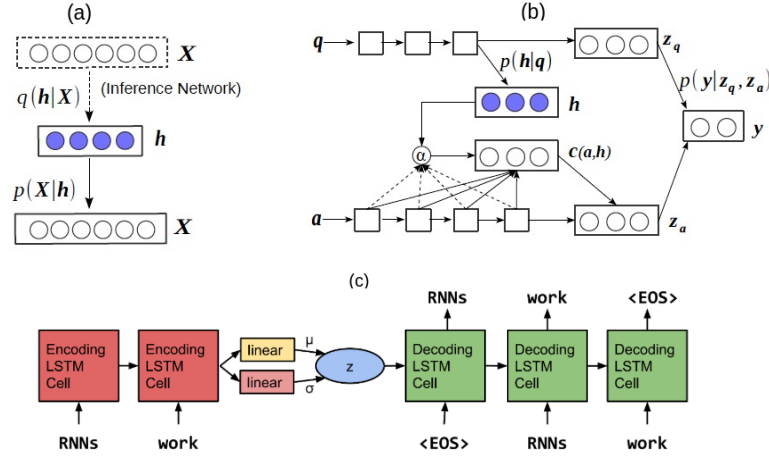 (a)
X
q(h|X)
(Inference Network)
h
p(X|h)
X
(b)
q
z_q
p(h|q)
p(y|z_q, z_a)
h
y
α
c(a,h)
a
z_a
(c)
RNNs work <EOS>
Encoding LSTM Cell
Encoding LSTM Cell
linear
μ
linear
σ
z
Decoding LSTM Cell
Decoding LSTM Cell
Decoding LSTM Cell
RNNs work <EOS> RNNs work